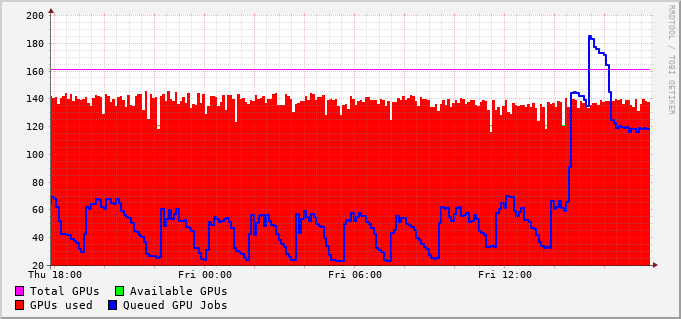 RRDTOOL / TOBI OETIKER
200
180
160
140
120
100
80
60
40
20
Thu 18:00 Fri 00:00 Fri 06:00 Fri 12:00
Total GPUs Available GPUs
GPUs used Queued GPU Jobs